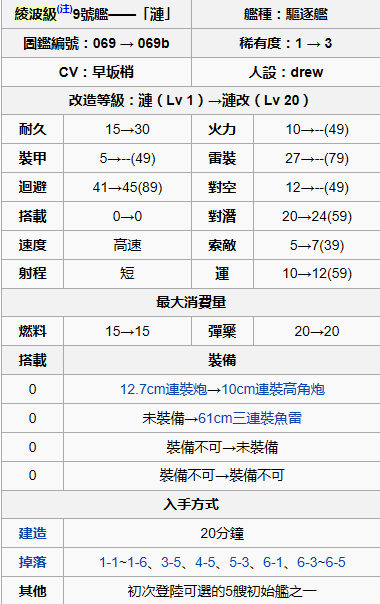 綾波級(注)9號艦——「漣」 艦種：驅逐艦
圖鑑編號：069 → 069b 稀有度：1 → 3
CV：早坂梢 人設：drew
改造等級：漣（Lv 1）→漣改（Lv 20）
耐久 15→30 火力 10→--(49)
裝甲 5→--(49) 雷裝 27→--(79)
迴避 41→45(89) 對空 12→--(49)
搭載 0→0 對潛 20→24(59)
速度 高速 索敵 5→7(39)
射程 短 運 10→12(59)
最大消費量
燃料 15→15 彈藥 20→20
搭載 裝備
0 12.7cm連裝炮→10cm連裝高角炮
0 未裝備→61cm三連裝魚雷
0 裝備不可→未裝備
0 裝備不可→裝備不可
入手方式
建造 20分鐘
掉落 1-1~1-6、3-5、4-5、5-3、6-1、6-3~6-5
其他 初次登陸可選的5艘初始艦之一